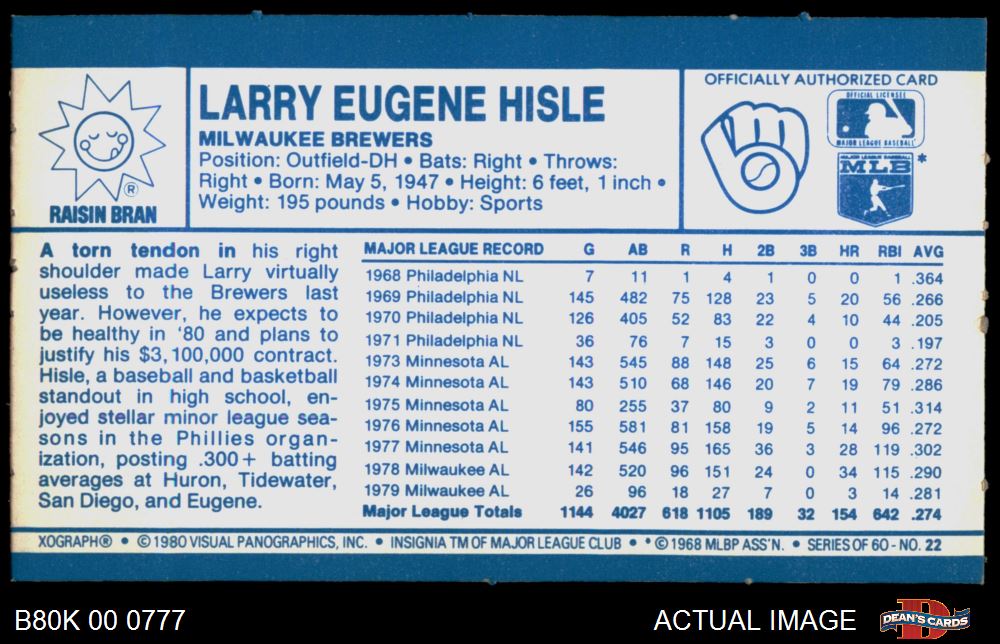 LARRY EUGENE HISLE
MILWAUKEE BREWERS
Position: Outfield-DH • Bats: Right • Throws:
Right • Born: May 5, 1947 • Height: 6 feet, 1 inch •
Weight: 195 pounds • Hobby: Sports
®
RAISIN BRAN
OFFICIALLY AUTHORIZED CARD
OFFICIAL LICENSEE
MAJOR LEAGUE BASEBALL
MAJOR LEAGUE BASEBALL
MLB *
A torn tendon in his right
shoulder made Larry virtually
useless to the Brewers last
year. However, he expects to
be healthy in '80 and plans to
justify his $3,100,000 contract.
Hisle, a baseball and basketball
standout in high school, en-
joyed stellar minor league sea-
sons in the Phillies organ-
ization, posting .300+ batting
averages at Huron, Tidewater,
San Diego, and Eugene.
MAJOR LEAGUE RECORD G AB R H 2B 3B HR RBI AVG
1968 Philadelphia NL 7 11 1 4 1 0 0 1 .364
1969 Philadelphia NL 145 482 75 128 23 5 20 56 .266
1970 Philadelphia NL 126 405 52 83 22 4 10 44 .205
1971 Philadelphia NL 36 76 7 15 3 0 0 3 .197
1973 Minnesota AL 143 545 88 148 25 6 15 64 .272
1974 Minnesota AL 143 510 68 146 20 7 19 79 .286
1975 Minnesota AL 80 255 37 80 9 2 11 51 .314
1976 Minnesota AL 155 581 81 158 19 5 14 96 .272
1977 Minnesota AL 141 546 95 165 36 3 28 119 .302
1978 Milwaukee AL 142 520 96 151 24 0 34 115 .290
1979 Milwaukee AL 26 96 18 27 7 0 3 14 .281
Major League Totals 1144 4027 618 1105 189 32 154 642 .274
XOGRAPH® • © 1980 VISUAL PANOGRAPHICS, INC. • INSIGNIA TM OF MAJOR LEAGUE CLUB • * © 1968 MLBP ASS'N. • SERIES OF 60 - NO. 22
B80K 00 0777
ACTUAL IMAGE
DEAN'S CARDS